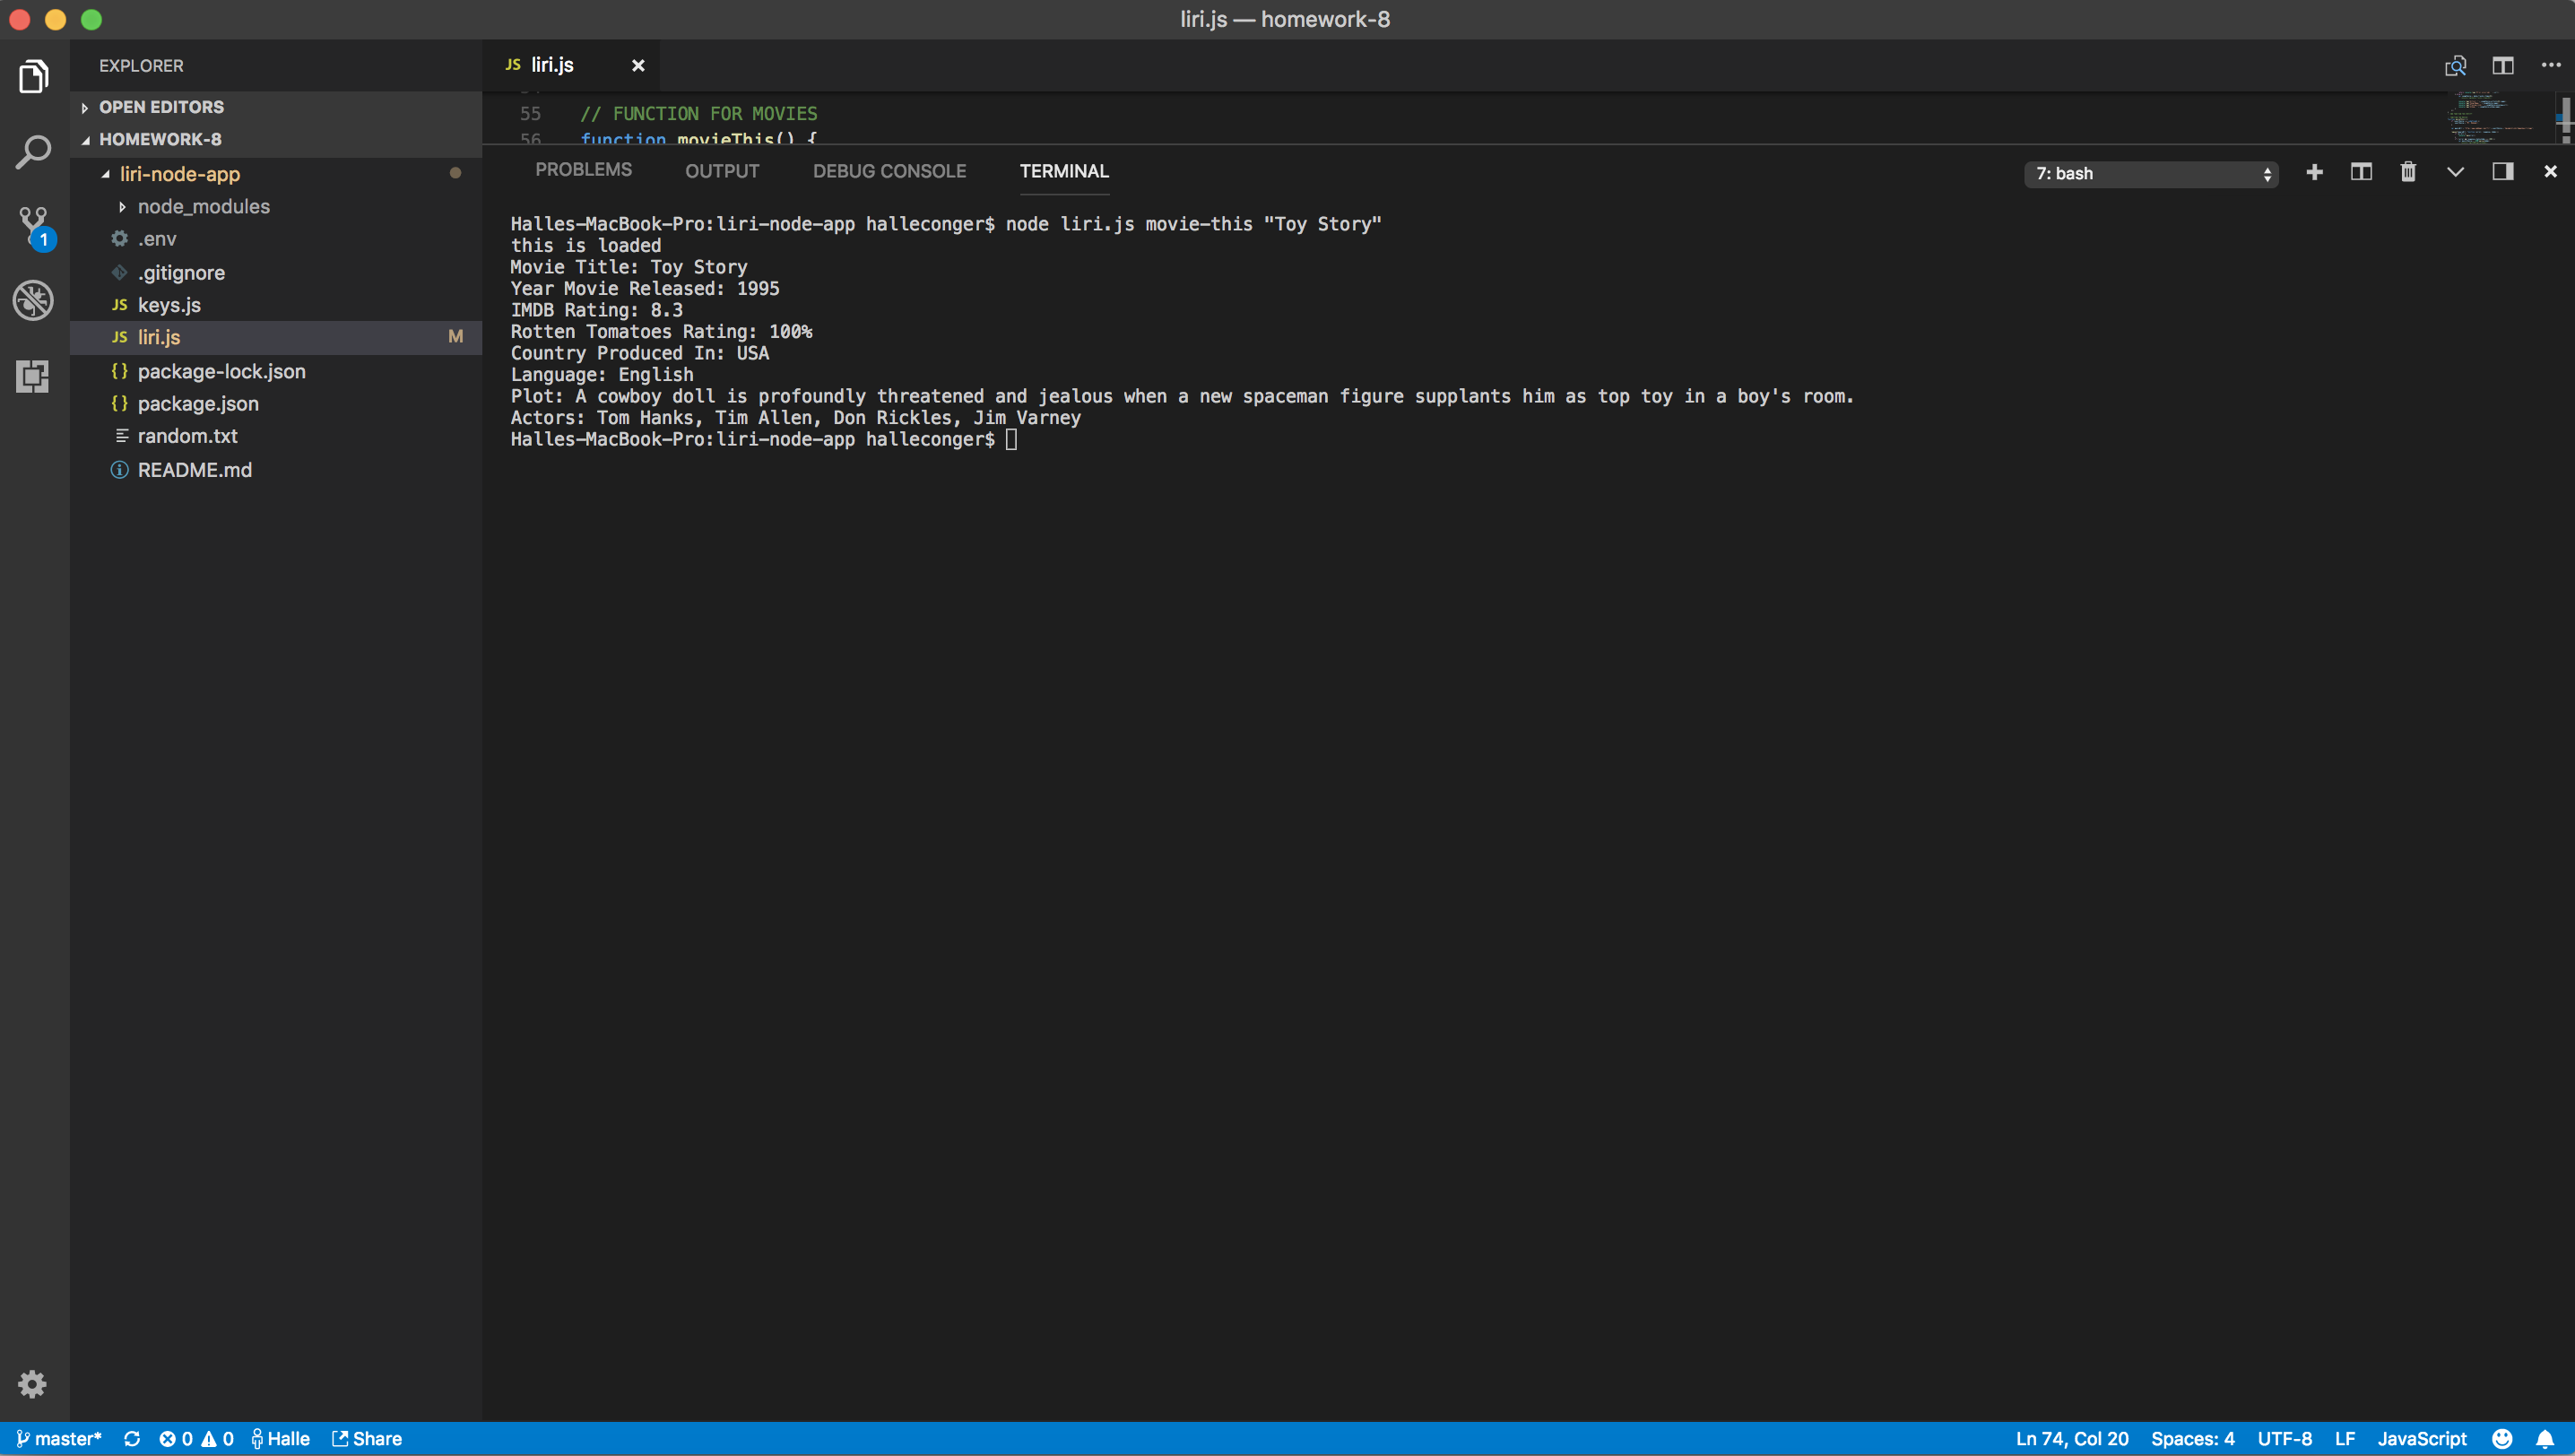 liri.js — homework-8
EXPLORER
OPEN EDITORS
HOMEWORK-8
liri-node-app
node_modules
.env
.gitignore
JS keys.js
JS liri.js M
{} package-lock.json
{} package.json
random.txt
README.md
1
JS liri.js
55 // FUNCTION FOR MOVIES
56 function movieThis() {
PROBLEMS OUTPUT DEBUG CONSOLE TERMINAL 7: bash
Halles-MacBook-Pro:liri-node-app halleconger$ node liri.js movie-this "Toy Story"
this is loaded
Movie Title: Toy Story
Year Movie Released: 1995
IMDB Rating: 8.3
Rotten Tomatoes Rating: 100%
Country Produced In: USA
Language: English
Plot: A cowboy doll is profoundly threatened and jealous when a new spaceman figure supplants him as top toy in a boy's room.
Actors: Tom Hanks, Tim Allen, Don Rickles, Jim Varney
Halles-MacBook-Pro:liri-node-app halleconger$
master* 0 0 Halle Share Ln 74, Col 20 Spaces: 4 UTF-8 LF JavaScript